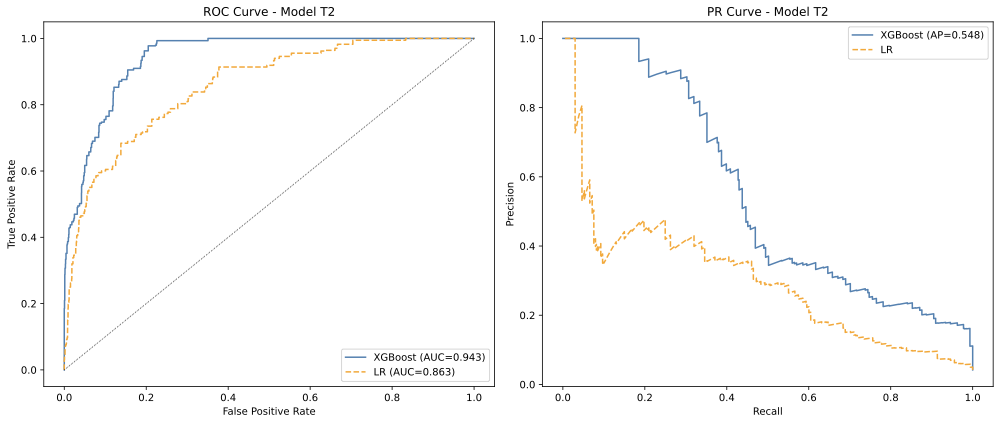 ROC Curve - Model T2
True Positive Rate
1.0
0.8
0.6
0.4
0.2
0.0
0.0
0.2
0.4
0.6
0.8
1.0
False Positive Rate
XGBoost (AUC=0.943)
LR (AUC=0.863)
PR Curve - Model T2
Precision
1.0
0.8
0.6
0.4
0.2
0.0
0.0
0.2
0.4
0.6
0.8
1.0
Recall
XGBoost (AP=0.548)
LR